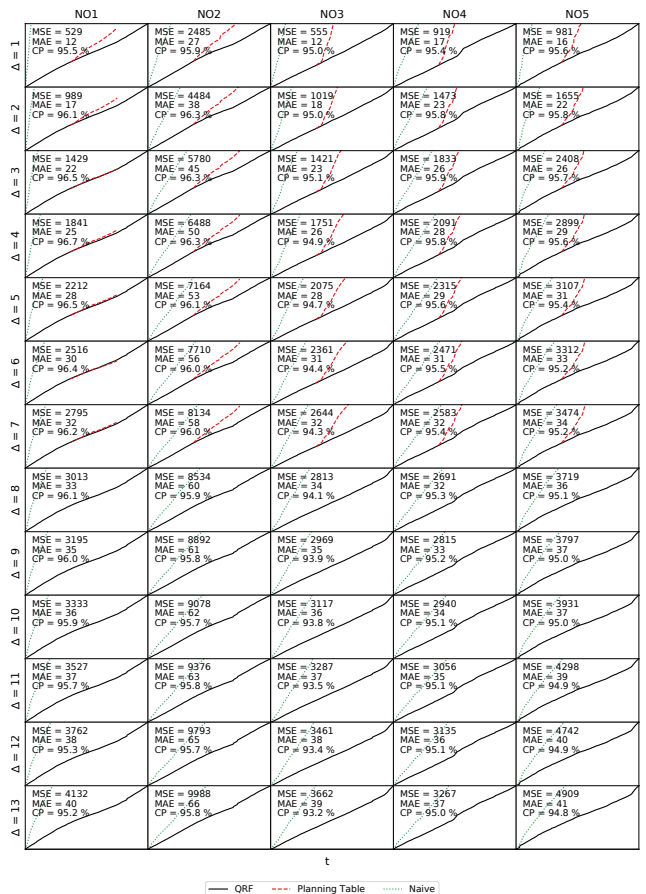 NO1 NO2 NO3 NO4 NO5
Δ = 1
MSE = 529
MAE = 12
CP = 95.5 %
MSE = 2485
MAE = 27
CP = 95.9 %
MSE = 555
MAE = 12
CP = 95.0 %
MSE = 919
MAE = 17
CP = 95.4 %
MSE = 981
MAE = 16
CP = 95.6 %
Δ = 2
MSE = 989
MAE = 17
CP = 96.1 %
MSE = 4484
MAE = 38
CP = 96.3 %
MSE = 1019
MAE = 18
CP = 95.0 %
MSE = 1473
MAE = 23
CP = 95.8 %
MSE = 1655
MAE = 22
CP = 95.8 %
Δ = 3
MSE = 1429
MAE = 22
CP = 96.5 %
MSE = 5780
MAE = 45
CP = 96.3 %
MSE = 1421
MAE = 23
CP = 95.1 %
MSE = 1833
MAE = 26
CP = 95.9 %
MSE = 2408
MAE = 26
CP = 95.7 %
Δ = 4
MSE = 1841
MAE = 25
CP = 96.7 %
MSE = 6488
MAE = 50
CP = 96.3 %
MSE = 1751
MAE = 26
CP = 94.9 %
MSE = 2091
MAE = 28
CP = 95.8 %
MSE = 2899
MAE = 29
CP = 95.6 %
Δ = 5
MSE = 2212
MAE = 28
CP = 96.5 %
MSE = 7164
MAE = 53
CP = 96.1 %
MSE = 2075
MAE = 28
CP = 94.7 %
MSE = 2315
MAE = 29
CP = 95.6 %
MSE = 3107
MAE = 31
CP = 95.4 %
Δ = 6
MSE = 2516
MAE = 30
CP = 96.4 %
MSE = 7710
MAE = 56
CP = 96.0 %
MSE = 2361
MAE = 31
CP = 94.4 %
MSE = 2471
MAE = 31
CP = 95.5 %
MSE = 3312
MAE = 33
CP = 95.2 %
Δ = 7
MSE = 2795
MAE = 32
CP = 96.2 %
MSE = 8134
MAE = 58
CP = 96.0 %
MSE = 2644
MAE = 32
CP = 94.3 %
MSE = 2583
MAE = 32
CP = 95.4 %
MSE = 3474
MAE = 34
CP = 95.2 %
Δ = 8
MSE = 3013
MAE = 33
CP = 96.1 %
MSE = 8534
MAE = 60
CP = 95.9 %
MSE = 2813
MAE = 34
CP = 94.1 %
MSE = 2691
MAE = 32
CP = 95.3 %
MSE = 3719
MAE = 36
CP = 95.1 %
Δ = 9
MSE = 3195
MAE = 35
CP = 96.0 %
MSE = 8892
MAE = 61
CP = 95.8 %
MSE = 2969
MAE = 35
CP = 93.9 %
MSE = 2815
MAE = 33
CP = 95.2 %
MSE = 3797
MAE = 37
CP = 95.0 %
Δ = 10
MSE = 3333
MAE = 36
CP = 95.9 %
MSE = 9078
MAE = 62
CP = 95.7 %
MSE = 3117
MAE = 36
CP = 93.8 %
MSE = 2940
MAE = 34
CP = 95.1 %
MSE = 3931
MAE = 37
CP = 95.0 %
Δ = 11
MSE = 3527
MAE = 37
CP = 95.7 %
MSE = 9376
MAE = 63
CP = 95.8 %
MSE = 3287
MAE = 37
CP = 93.5 %
MSE = 3056
MAE = 35
CP = 95.1 %
MSE = 4298
MAE = 39
CP = 94.9 %
Δ = 12
MSE = 3762
MAE = 38
CP = 95.3 %
MSE = 9793
MAE = 65
CP = 95.7 %
MSE = 3461
MAE = 38
CP = 93.4 %
MSE = 3135
MAE = 36
CP = 95.1 %
MSE = 4742
MAE = 40
CP = 94.9 %
Δ = 13
MSE = 4132
MAE = 40
CP = 95.2 %
MSE = 9988
MAE = 66
CP = 95.8 %
MSE = 3662
MAE = 39
CP = 93.2 %
MSE = 3267
MAE = 37
CP = 95.0 %
MSE = 4909
MAE = 41
CP = 94.8 %
t
QRF Planning Table Naive